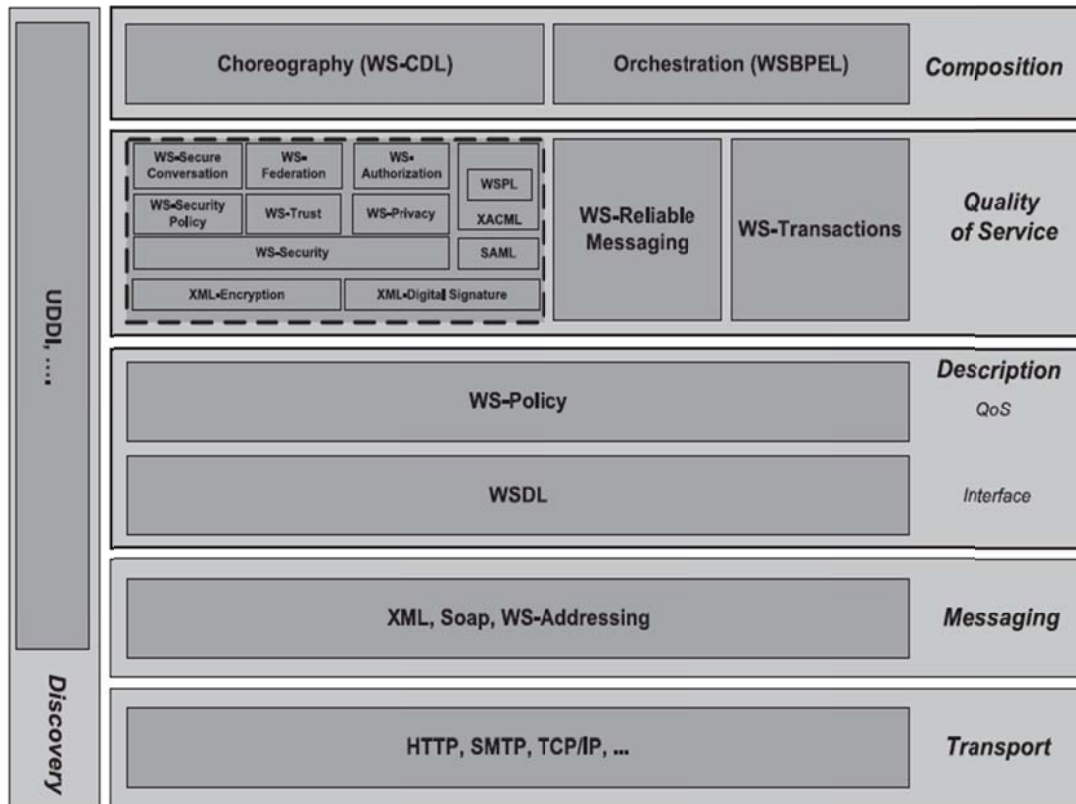 UDDI, ....
Discovery
Choreography (WS-CDL)
Orchestration (WSBPEL)
Composition
WS-Secure
Conversation
WS-
Federation
WS-
Authorization
WSPL
XACML
WS-Security
Policy
WS-Trust
WS-Privacy
WS-Security
SAML
XML-Encryption
XML-Digital Signature
WS-Reliable
Messaging
WS-Transactions
Quality
of Service
WS-Policy
Description
QoS
WSDL
Interface
XML, Soap, WS-Addressing
Messaging
HTTP, SMTP, TCP/IP, ...
Transport